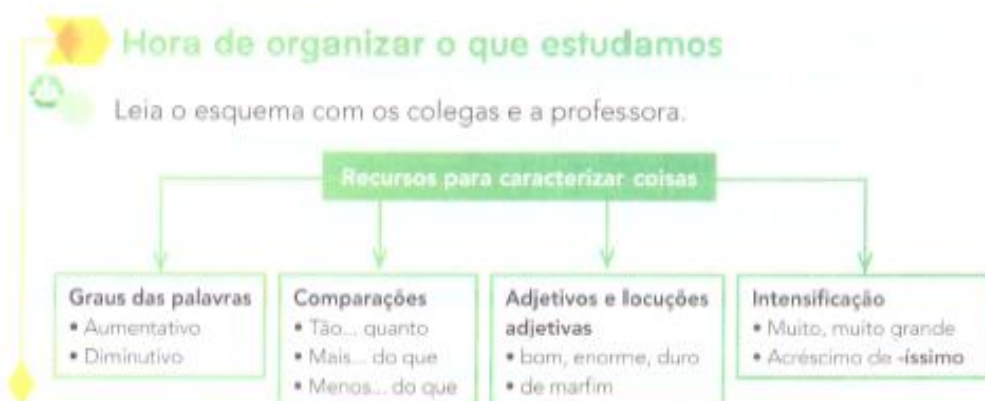 Hora de organizar o que estudamos
Leia o esquema com os colegas e a professora.
Recursos para caracterizar coisas
Graus das palavras
• Aumentativo
• Diminutivo
Comparações
• Tão... quanto
• Mais... do que
• Menos... do que
Adjetivos e locuções
adjetivas
• bom, enorme, duro
• de marfim
Intensificação
• Muito, muito grande
• Acréscimo de -íssimo